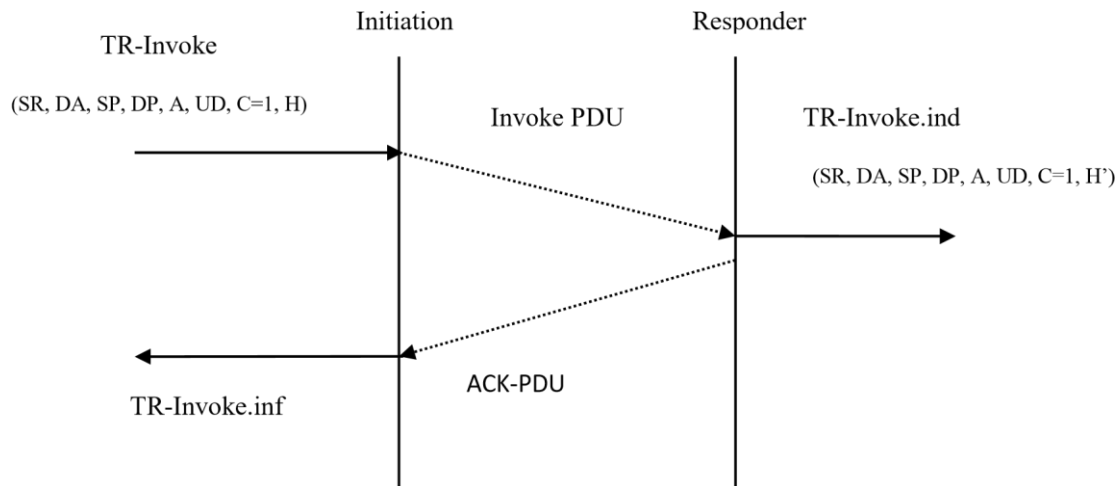 Initiation
Responder
TR-Invoke
(SR, DA, SP, DP, A, UD, C=1, H)
Invoke PDU
TR-Invoke.ind
(SR, DA, SP, DP, A, UD, C=1, H’)
ACK-PDU
TR-Invoke.inf